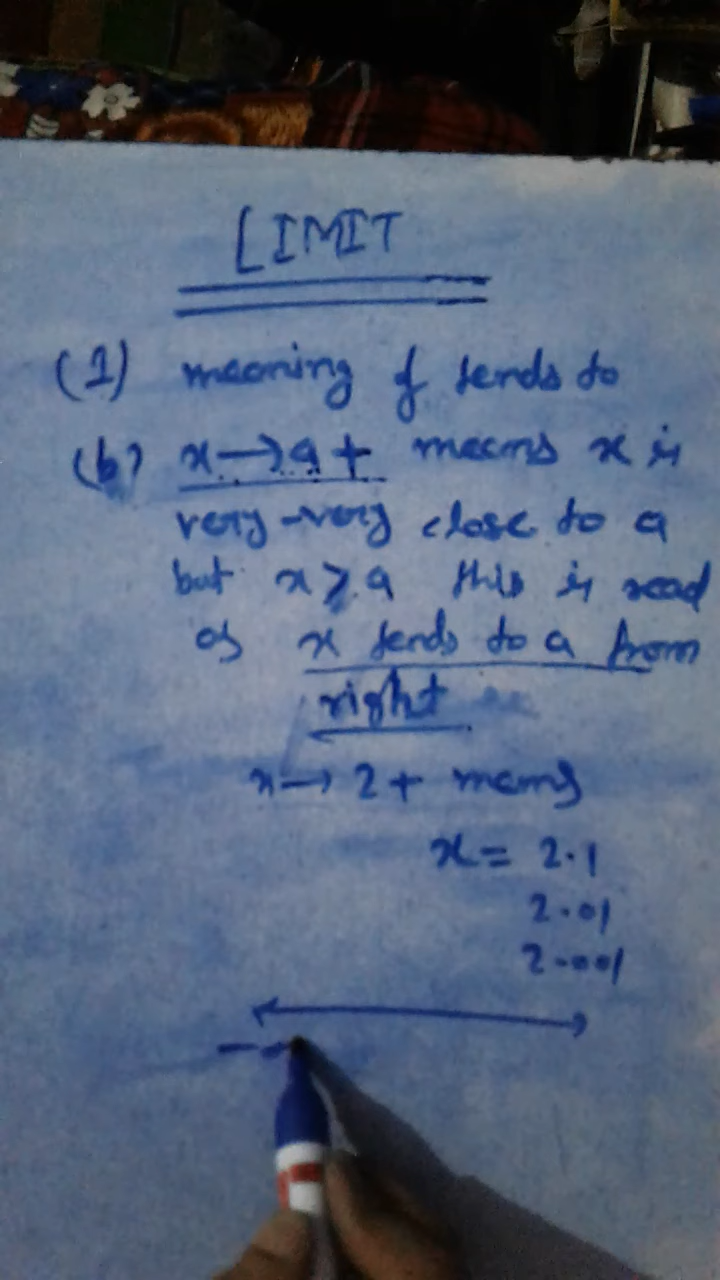 LIMIT
(1) meaning of tends to
(b) x→a+ means x is
very-very close to a
but x>a this is read
as x tends to a from
right
x→2+ means
x = 2.1
2.01
2.001